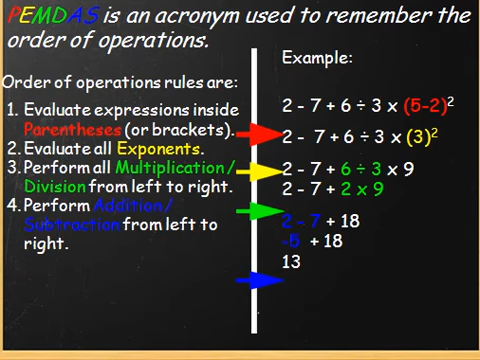 PEMDAS is an acronym used to remember the
order of operations.
Order of operations rules are:
1. Evaluate expressions inside
Parentheses (or brackets).
2. Evaluate all Exponents.
3. Perform all Multiplication /
Division from left to right.
4. Perform Addition /
Subtraction from left to
right.
Example:
2 - 7 + 6 ÷ 3 x (5-2)²
2 - 7 + 6 ÷ 3 x (3)²
2 - 7 + 6 ÷ 3 x 9
2 - 7 + 2 x 9
2 - 7 + 18
-5 + 18
13